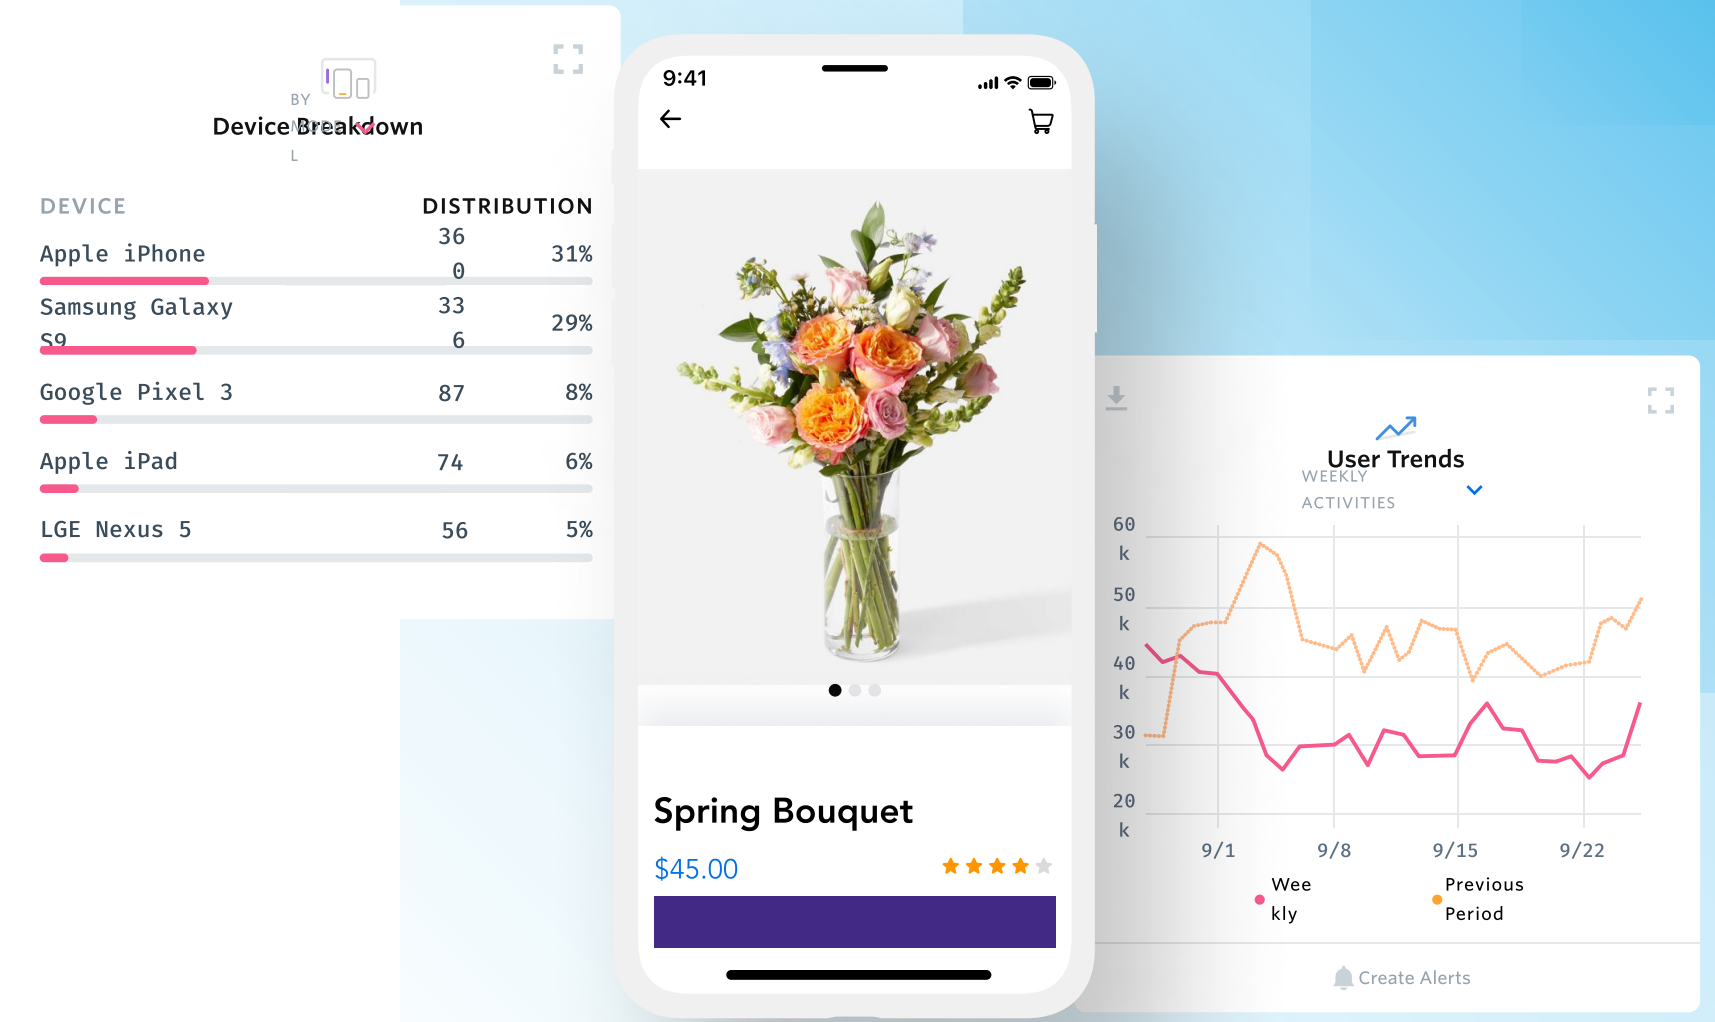 BY
MODE
L
Device Breakdown
DEVICE
DISTRIBUTION
Apple iPhone
36
0
31%
Samsung Galaxy
S9
33
6
29%
Google Pixel 3
87
8%
Apple iPad
74
6%
LGE Nexus 5
56
5%
9:41
Spring Bouquet
$45.00
User Trends
WEEKLY
ACTIVITIES
60
k
50
k
40
k
30
k
20
k
9/1
9/8
9/15
9/22
Wee
kly
Previous
Period
Create Alerts